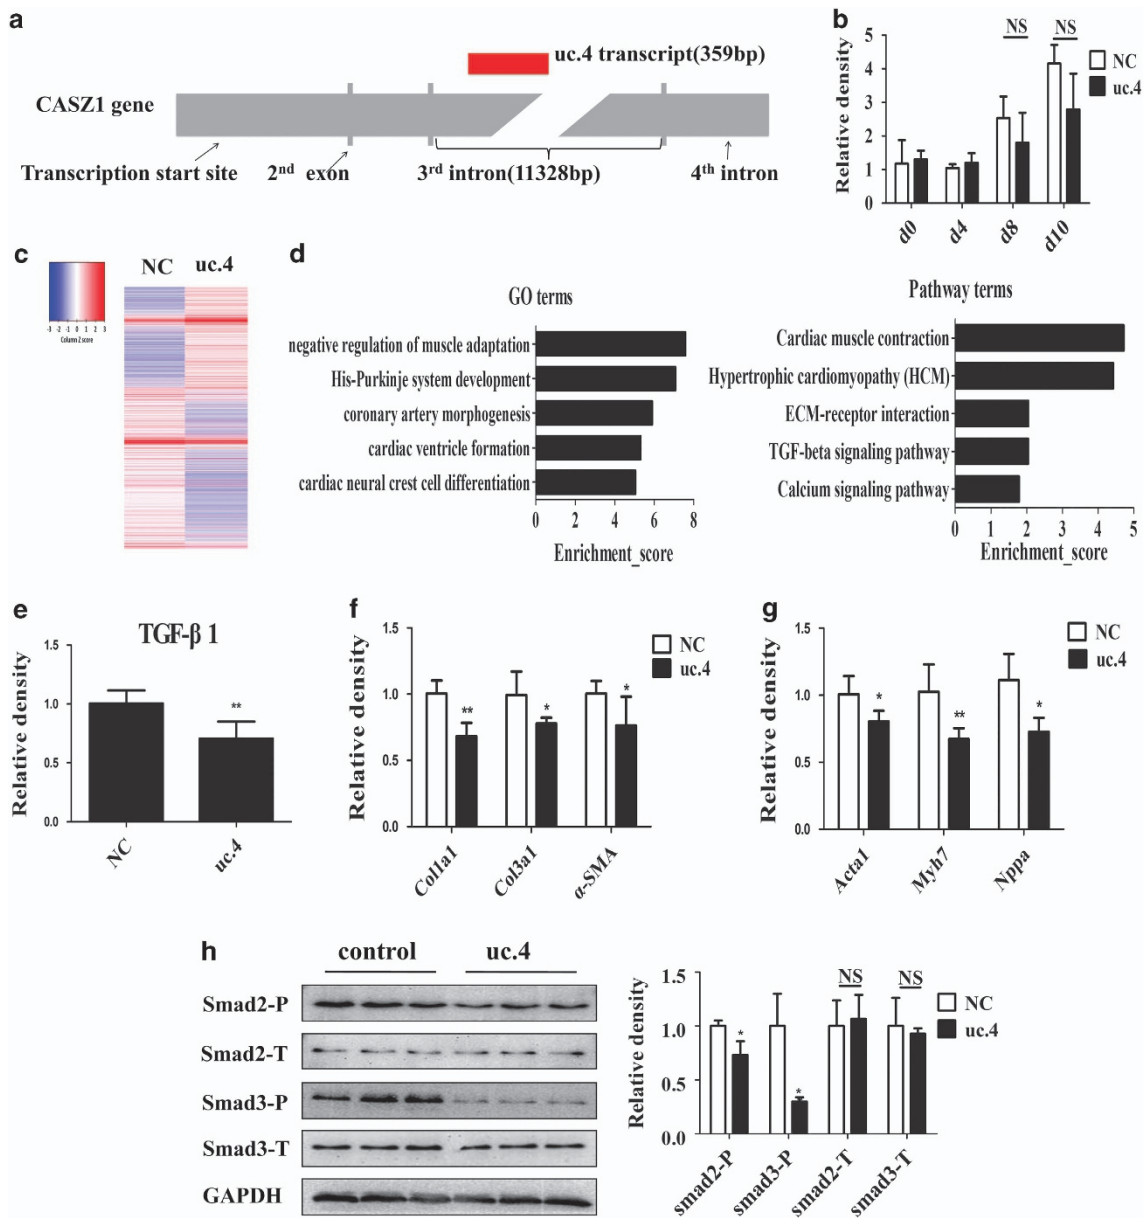 a
uc.4 transcript(359bp)
CASZ1 gene
Transcription start site
2nd exon
3rd intron(11328bp)
4th intron
b
NS
NS
NC
uc.4
Relative density
5
4
3
2
1
0
d0
d4
d8
d10
c
NC
uc.4
-3 -2 -1 0 1 2 3
Column Z score
d
GO terms
negative regulation of muscle adaptation
His-Purkinje system development
coronary artery morphogenesis
cardiac ventricle formation
cardiac neural crest cell differentiation
0 2 4 6 8
Enrichment_score
Pathway terms
Cardiac muscle contraction
Hypertrophic cardiomyopathy (HCM)
ECM-receptor interaction
TGF-beta signaling pathway
Calcium signaling pathway
0 1 2 3 4 5
Enrichment_score
e
TGF-β 1
Relative density
1.5
1.0
0.5
0.0
**
NC
uc.4
f
NC
uc.4
Relative density
1.5
1.0
0.5
0.0
**
*
*
Col1a1
Col3a1
α-SMA
g
NC
uc.4
Relative density
1.5
1.0
0.5
0.0
*
**
*
Acta1
Myh7
Nppa
h
control
uc.4
Smad2-P
Smad2-T
Smad3-P
Smad3-T
GAPDH
Relative density
1.5
1.0
0.5
0.0
*
*
NS
NS
NC
uc.4
smad2-P
smad3-P
smad2-T
smad3-T